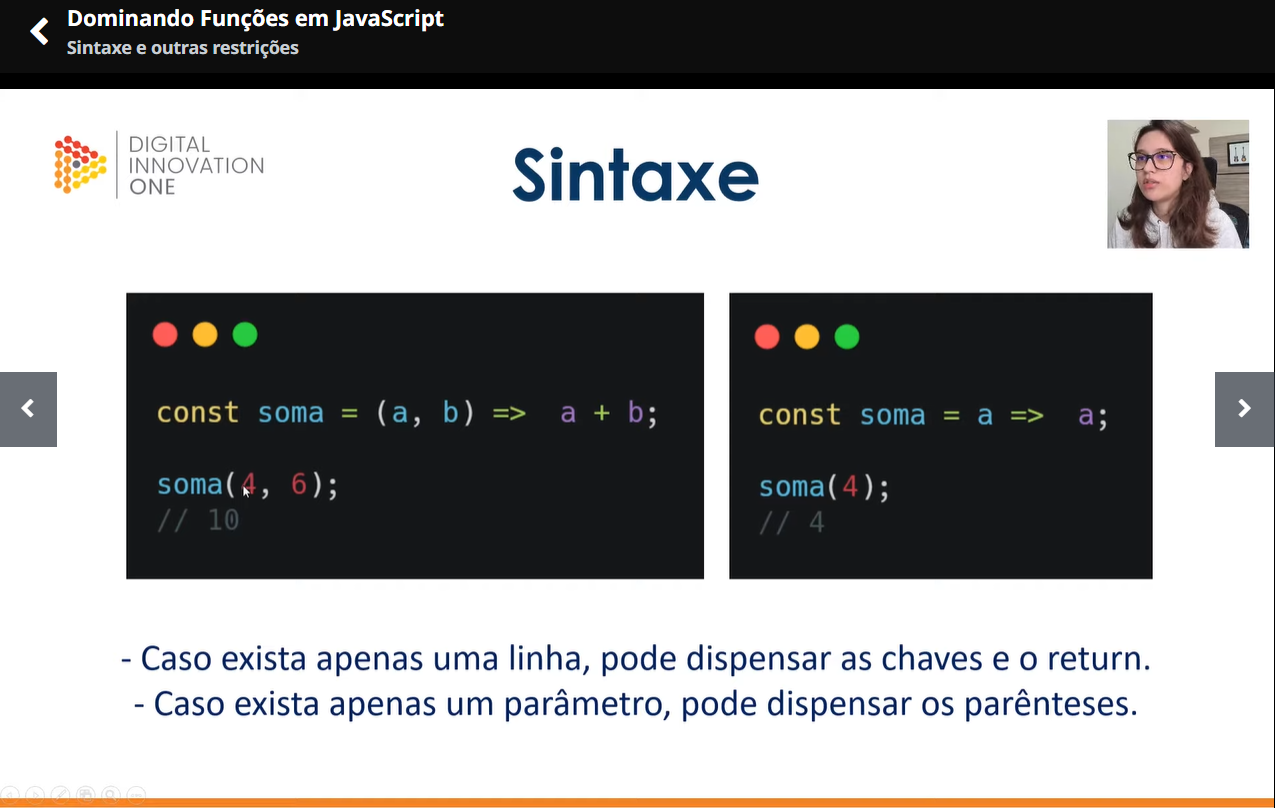 Dominando Funções em JavaScript
Sintaxe e outras restrições
DIGITAL
INNOVATION
ONE
Sintaxe
const soma = (a, b) => a + b;
soma(4, 6);
// 10
const soma = a => a;
soma(4);
// 4
- Caso exista apenas uma linha, pode dispensar as chaves e o return.
- Caso exista apenas um parâmetro, pode dispensar os parênteses.